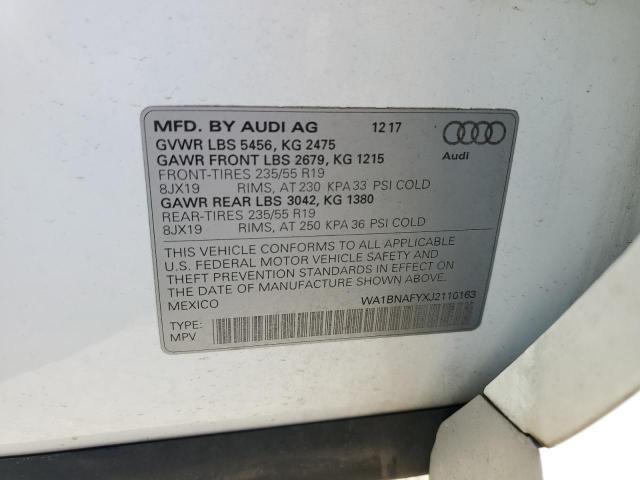 MFD. BY AUDI AG 12 17
GVWR LBS 5456, KG 2475
GAWR FRONT LBS 2679, KG 1215
FRONT-TIRES 235/55 R19
8JX19 RIMS, AT 230 KPA 33 PSI COLD
GAWR REAR LBS 3042, KG 1380
REAR-TIRES 235/55 R19
8JX19 RIMS, AT 250 KPA 36 PSI COLD
Audi
THIS VEHICLE CONFORMS TO ALL APPLICABLE
U.S. FEDERAL MOTOR VEHICLE SAFETY AND
THEFT PREVENTION STANDARDS IN EFFECT ON
THE DATE OF MANUFACTURE SHOWN ABOVE.
MEXICO WA1BNAFYXJ2110163
TYPE:
MPV